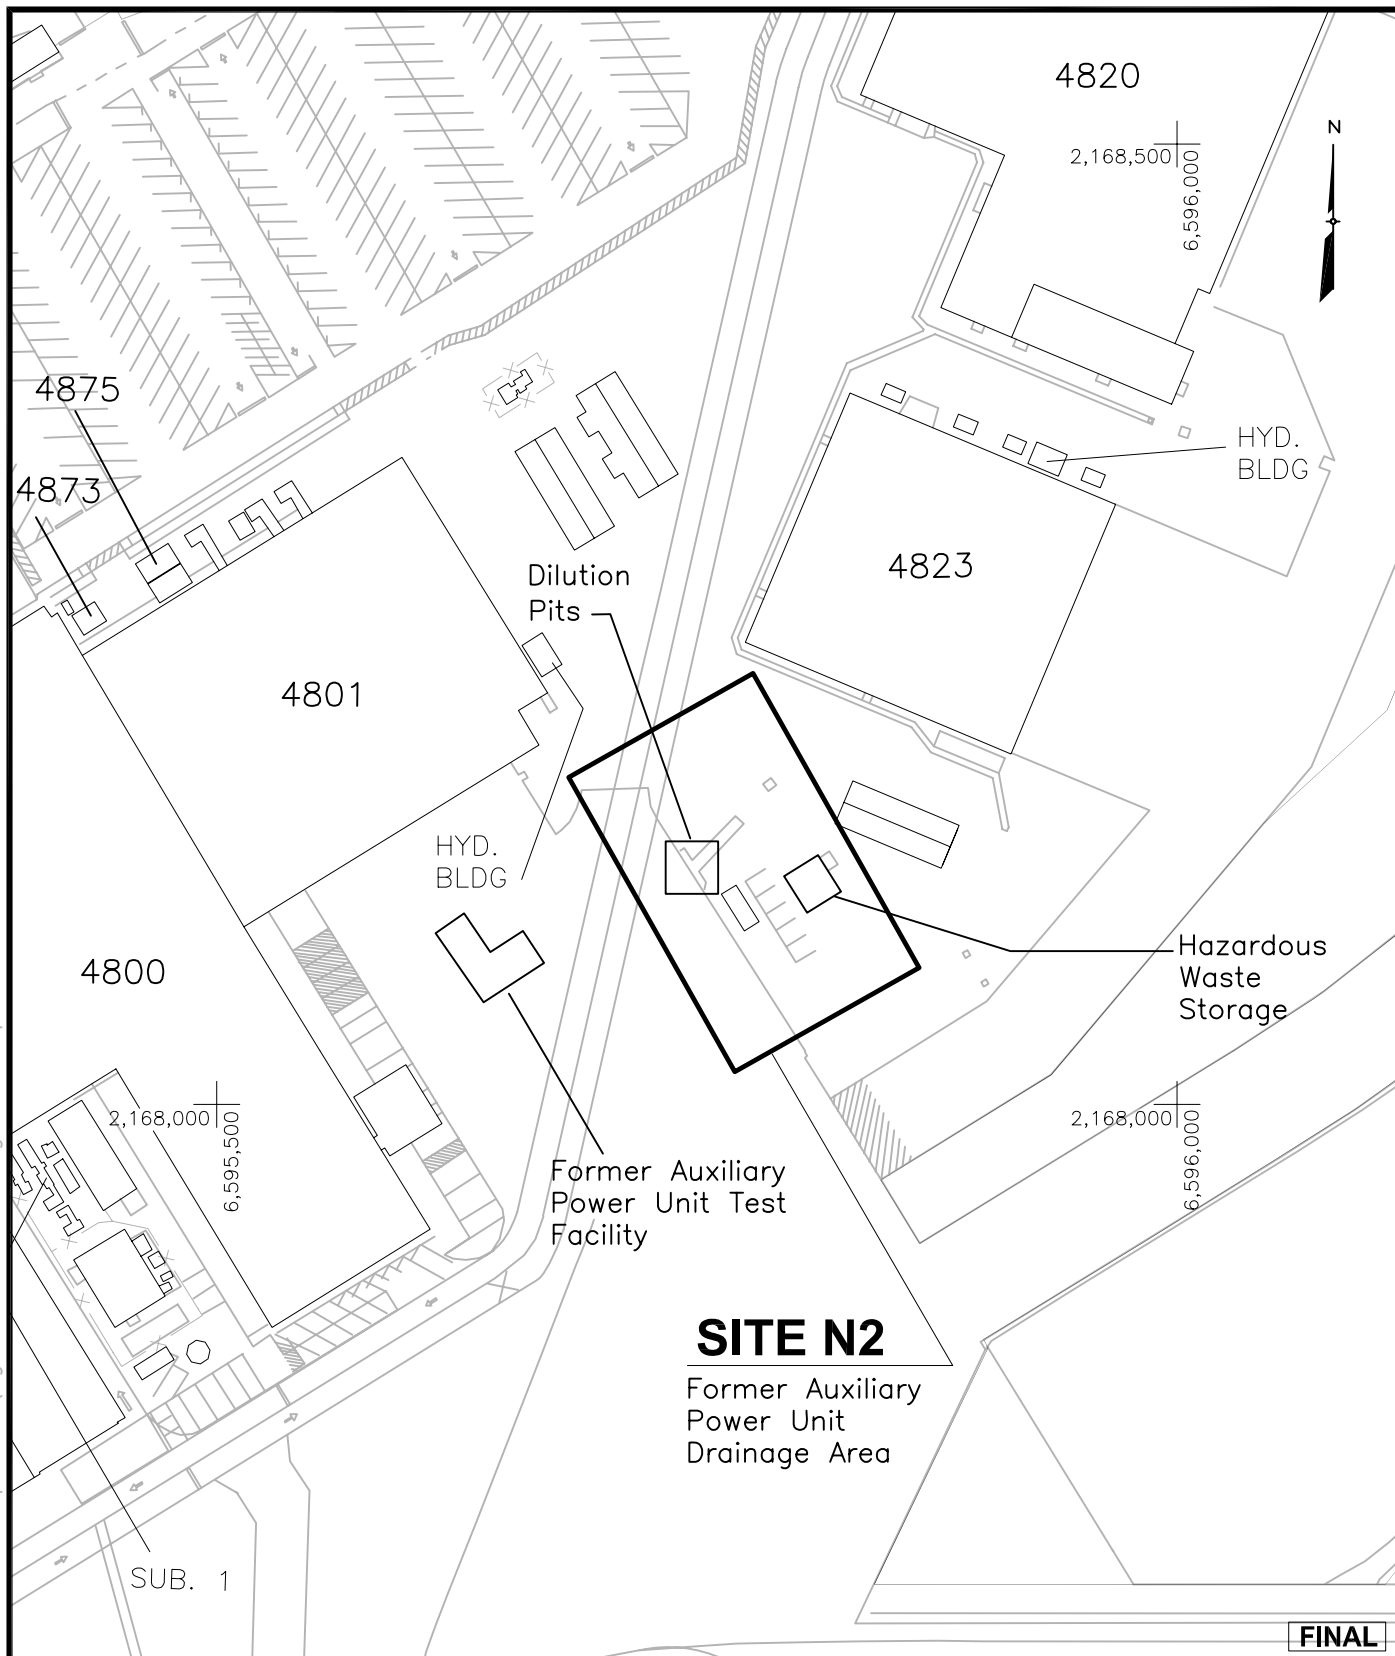 4820
N
2,168,500
6,596,000
4875
HYD.
BLDG
4873
Dilution
Pits
4823
4801
HYD.
BLDG
Hazardous
Waste
Storage
4800
2,168,000
6,595,500
2,168,000
6,596,000
Former Auxiliary
Power Unit Test
Facility
SITE N2
Former Auxiliary
Power Unit
Drainage Area
SUB. 1
FINAL